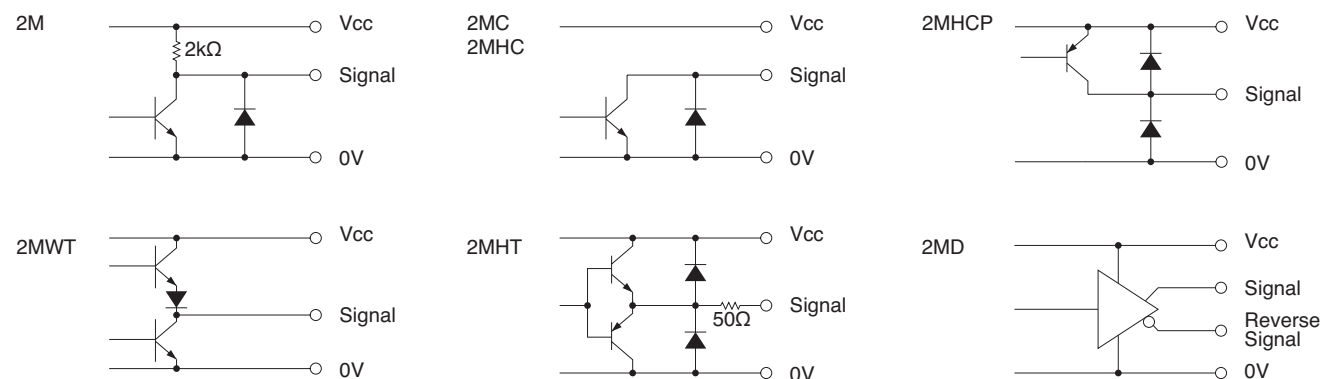 2M
Vcc
2kΩ
Signal
0V
2MC
2MHC
Vcc
Signal
0V
2MHCP
Vcc
Signal
0V
2MWT
Vcc
Signal
0V
2MHT
Vcc
Signal
50Ω
0V
2MD
Vcc
Signal
Reverse
Signal
0V